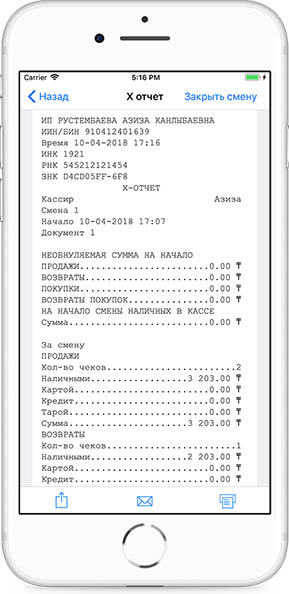 Carrier 5:16 PM
Назад X отчет Закрыть смену
ИП РУСТЕМБАЕВА АЗИЗА КАНЛЫБАЕВНА
ИИН/БИН 910412401639
Время 10-04-2018 17:16
ИНК 1921
РНК 545212121454
ЗНК D4CD05FF-6F8
X-ОТЧЕТ
Кассир Азиза
Смена 1
Начало 10-04-2018 17:07
Документ 1
НЕОБНУЛЯЕМАЯ СУММА НА НАЧАЛО
ПРОДАЖИ....................0.00 ₸
ВОЗВРАТЫ...................0.00 ₸
ПОКУПКИ....................0.00 ₸
ВОЗВРАТЫ ПОКУПОК...........0.00 ₸
НА НАЧАЛО СМЕНЫ НАЛИЧНЫХ В КАССЕ
Сумма......................0.00 ₸
За смену
ПРОДАЖИ
Кол-во чеков...................2
Наличными..............3 203.00 ₸
Картой.....................0.00 ₸
Кредит.....................0.00 ₸
Тарой......................0.00 ₸
Сумма..................3 203.00 ₸
ВОЗВРАТЫ
Кол-во чеков...................1
Наличными..............2 203.00 ₸
Картой.....................0.00 ₸
Кредит.....................0.00 ₸